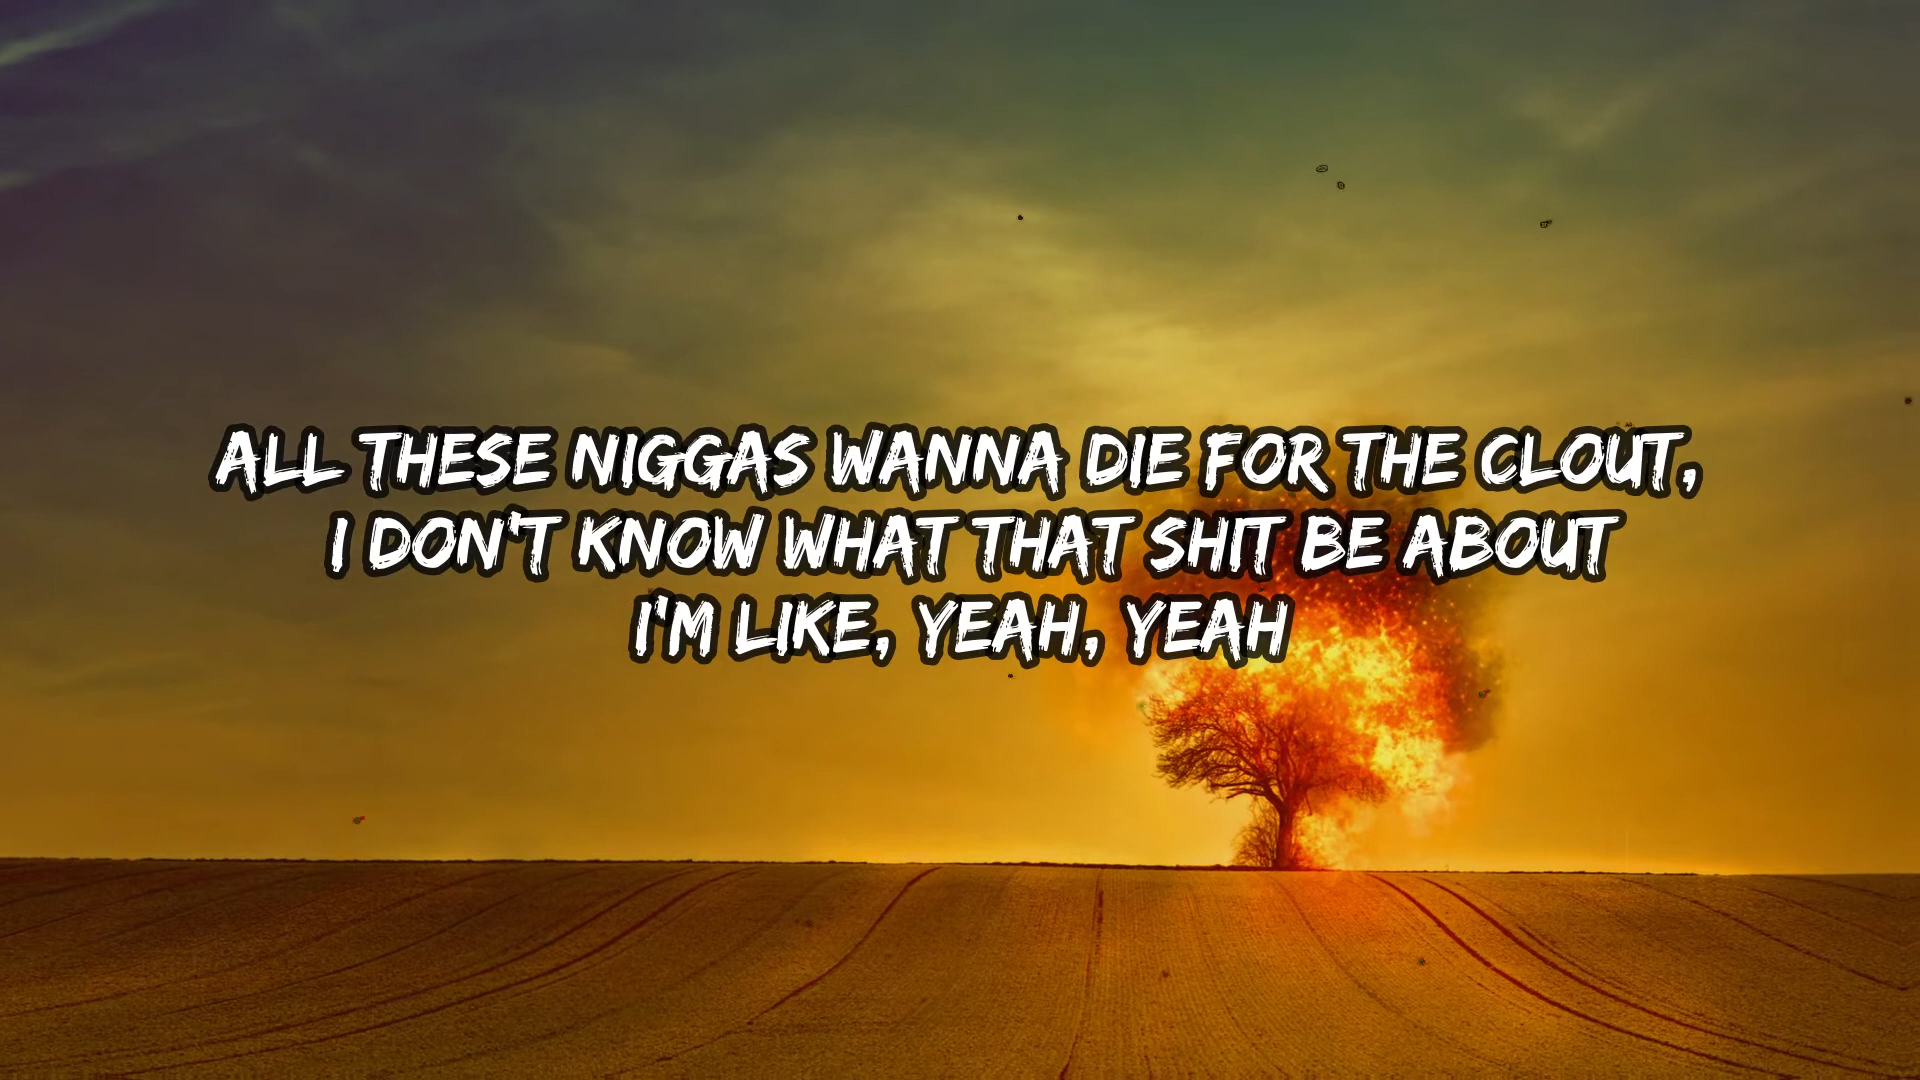 ALL THESE NIGGAS WANNA DIE FOR THE CLOUT,
I DON'T KNOW WHAT THAT SHIT BE ABOUT
I'M LIKE, YEAH, YEAH